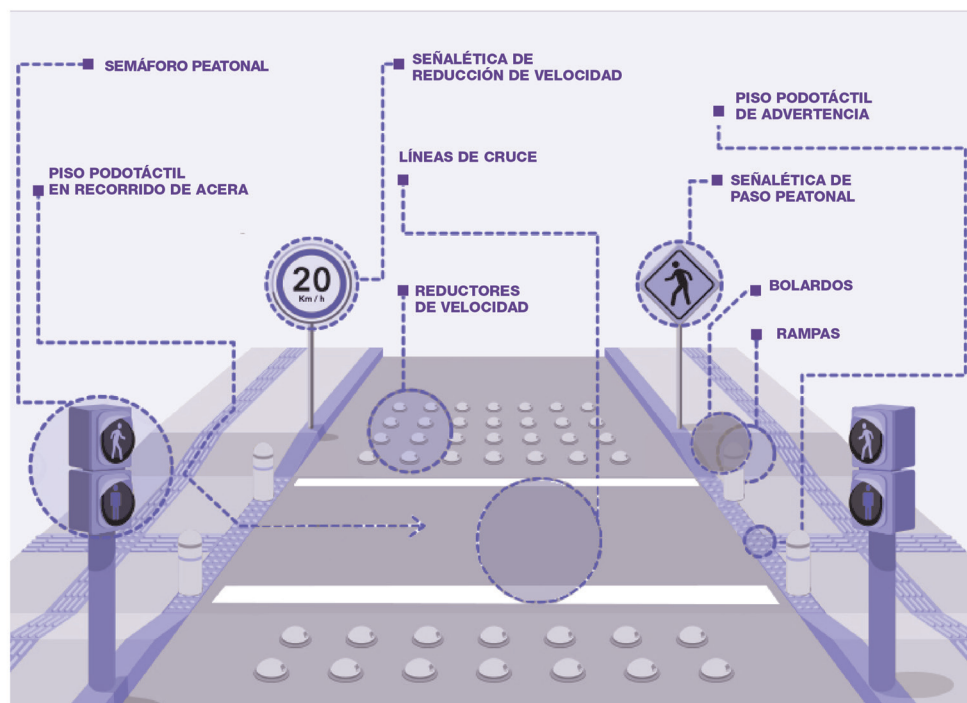 SEMÁFORO PEATONAL
SEÑALÉTICA DE
REDUCCIÓN DE VELOCIDAD
PISO PODOTÁCTIL
DE ADVERTENCIA
PISO PODOTÁCTIL
EN RECORRIDO DE ACERA
LÍNEAS DE CRUCE
SEÑALÉTICA DE
PASO PEATONAL
20
Km / h
REDUCTORES
DE VELOCIDAD
BOLARDOS
RAMPAS